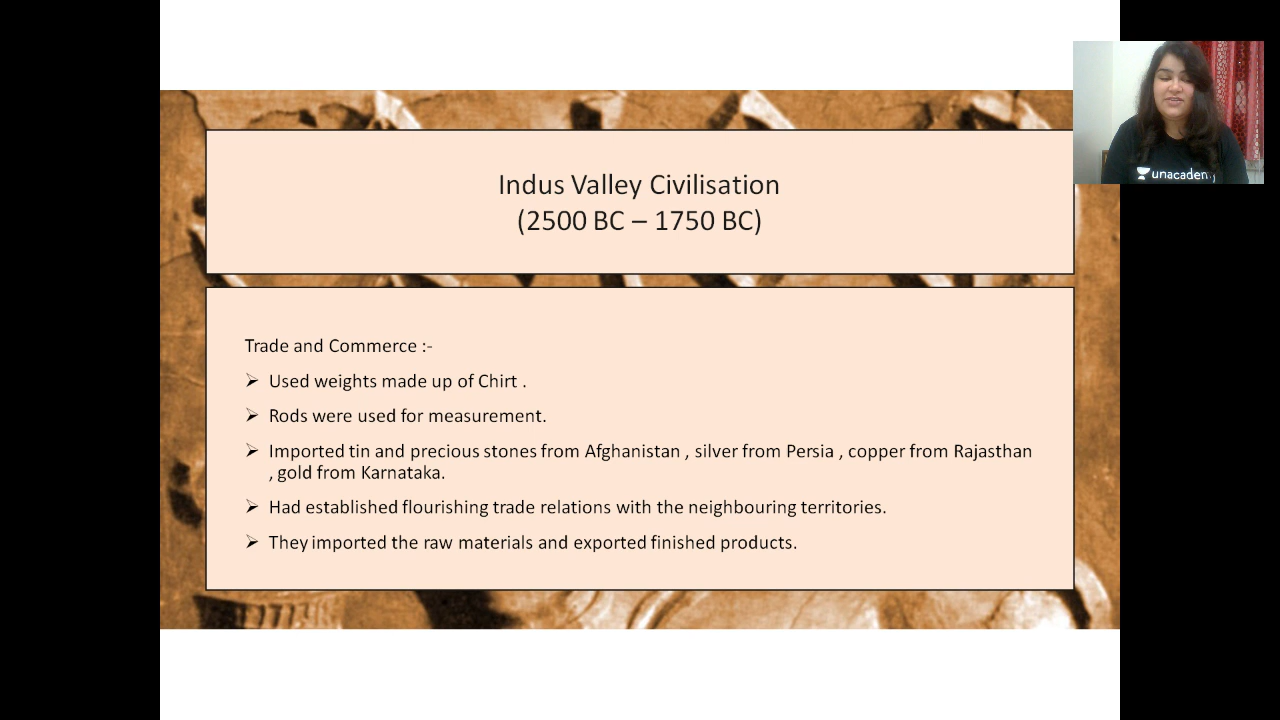 Indus Valley Civilisation
(2500 BC – 1750 BC)
Trade and Commerce :-
➢ Used weights made up of Chirt .
➢ Rods were used for measurement.
➢ Imported tin and precious stones from Afghanistan , silver from Persia , copper from Rajasthan
, gold from Karnataka.
➢ Had established flourishing trade relations with the neighbouring territories.
➢ They imported the raw materials and exported finished products.
unacademy